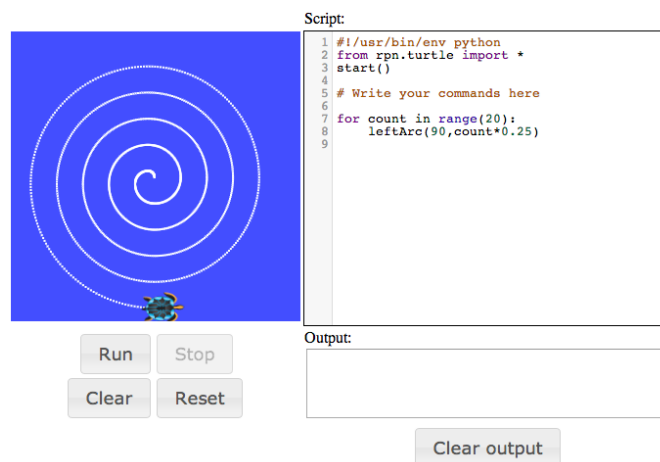 Script:
1 #!/usr/bin/env python
2 from rpn.turtle import *
3 start()
4
5 # Write your commands here
6
7 for count in range(20):
8     leftArc(90,count*0.25)
9
Run Stop
Clear Reset
Output:
Clear output